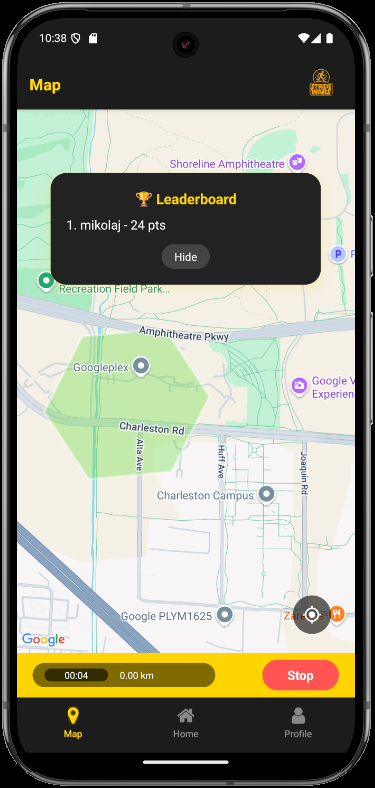 10:38
Map
STRIDE
WARS
Shoreline Amphitheatre
🏆 Leaderboard
1. mikolaj - 24 pts
Hide
P
Recreation Field Park...
Amphitheatre Pkwy
Googleplex
Google V
Experien
Charleston Rd
Alta Ave
Huff Ave
Joaquin Rd
Charleston Campus
Google PLYM1625
Google
00:04
0.00 km
Stop
Map
Home
Profile